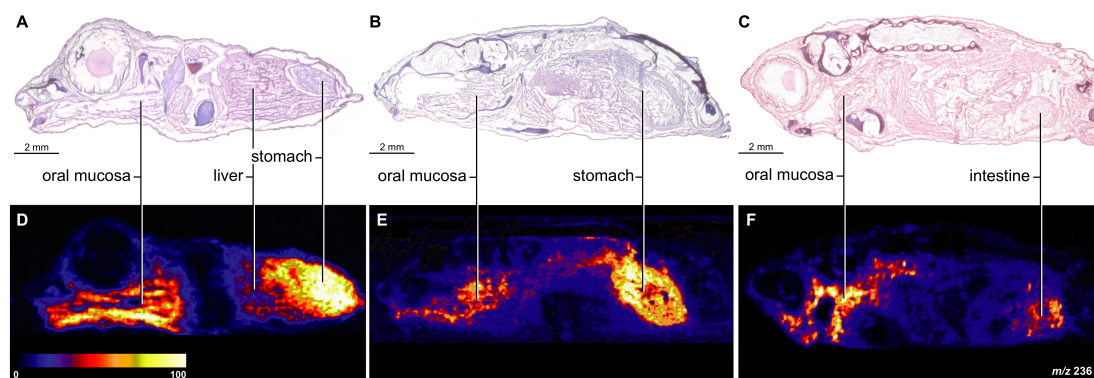 A
B
C
2 mm
2 mm
2 mm
stomach
oral mucosa
liver
oral mucosa
stomach
oral mucosa
intestine
D
E
F
0
100
m/z 236